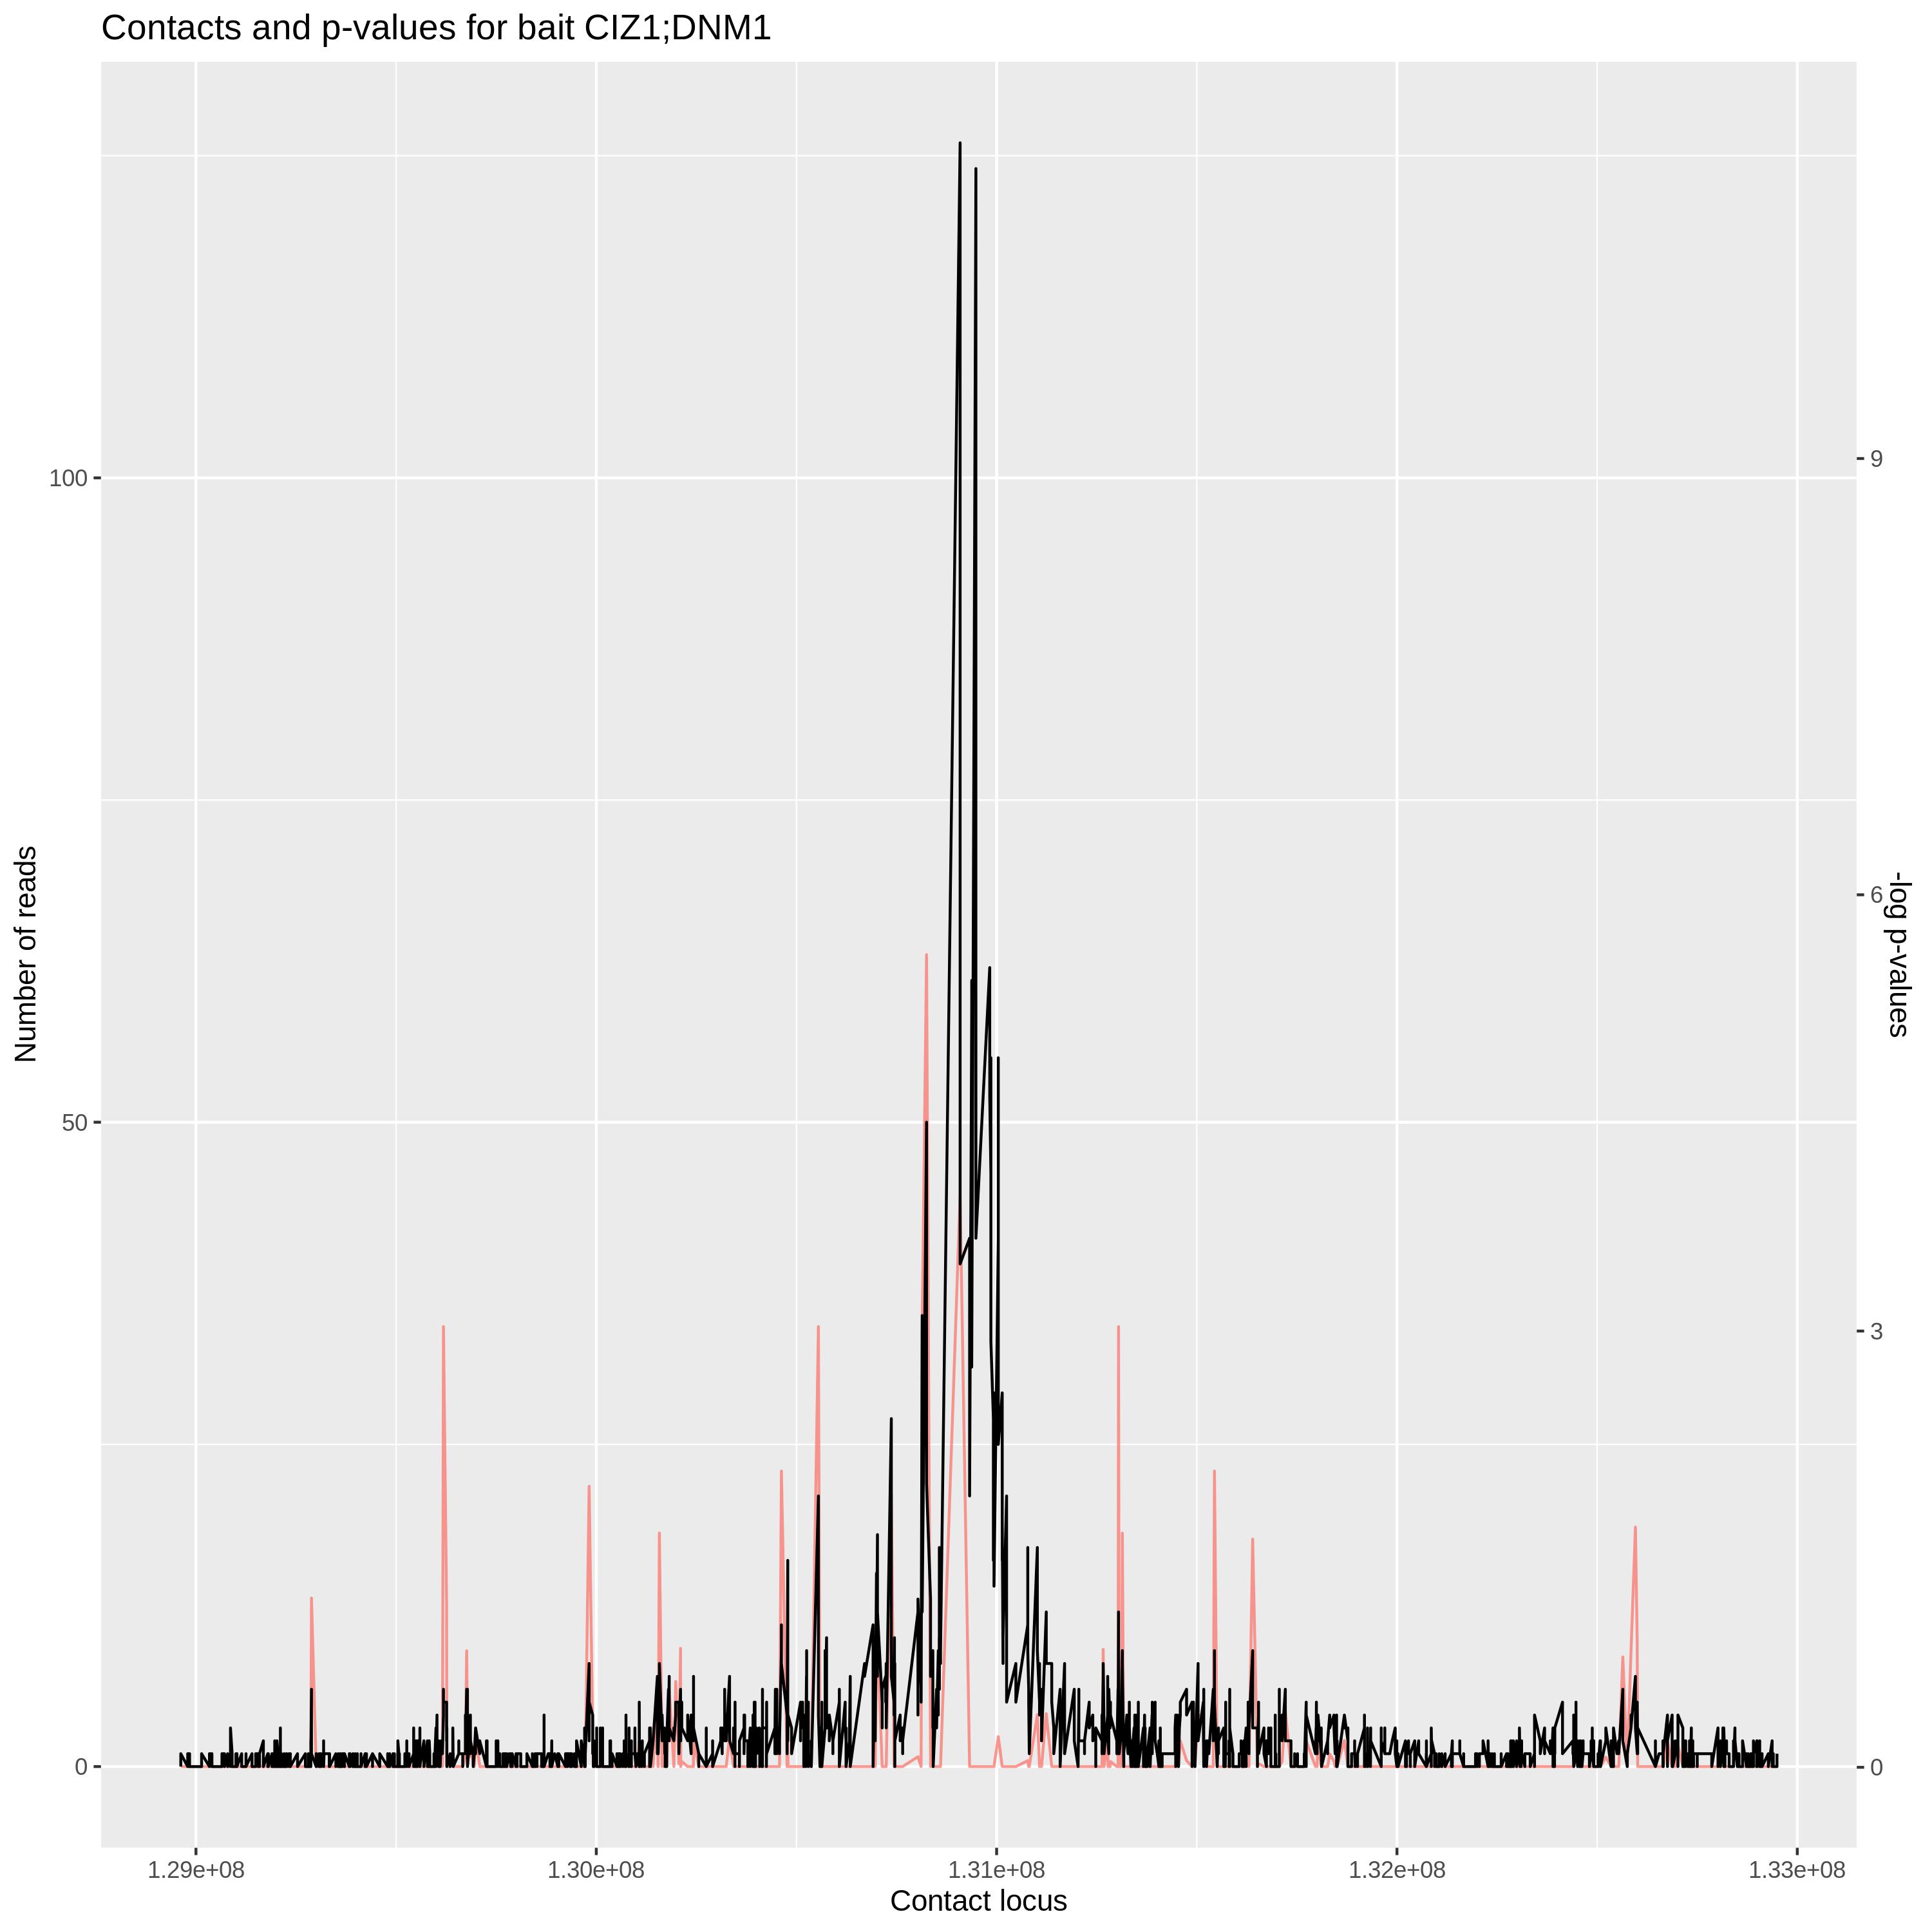 Contacts and p-values for bait CIZ1;DNM1
Number of reads
100
50
0
9
6
3
0
-log p-values
1.29e+08
1.30e+08
1.31e+08
1.32e+08
1.33e+08
Contact locus